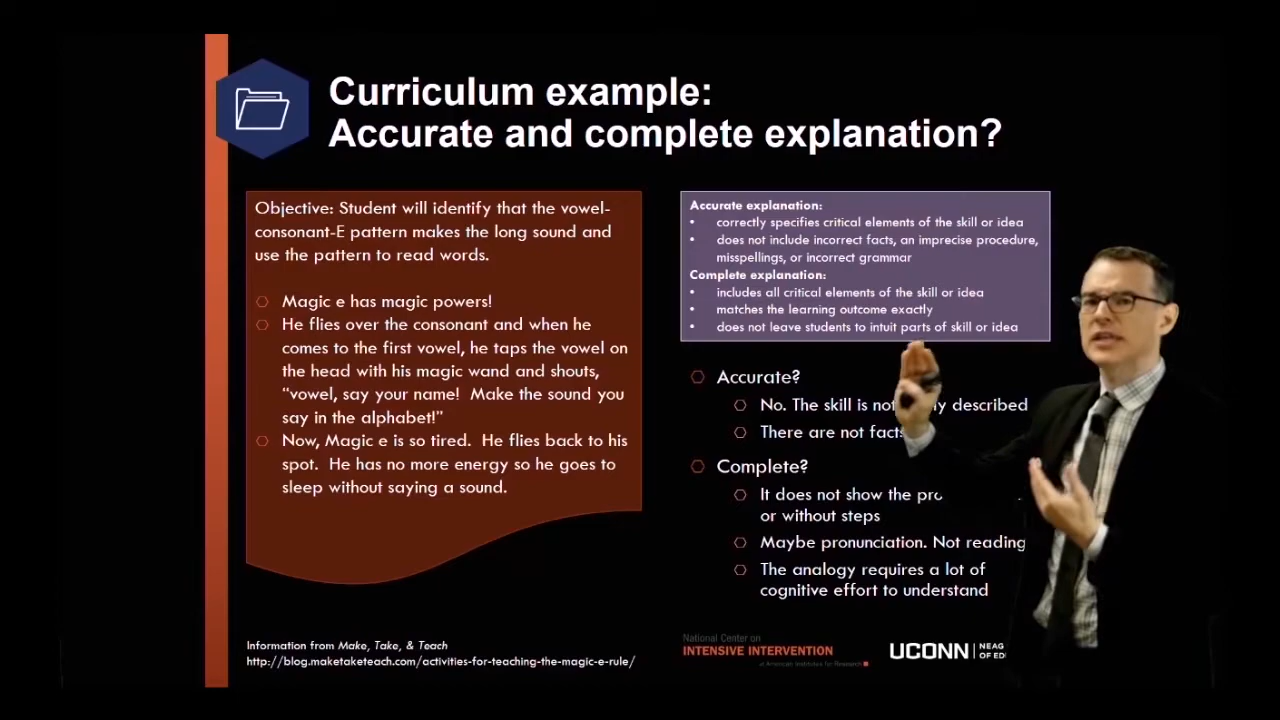 Curriculum example:
Accurate and complete explanation?
Objective: Student will identify that the vowel-
consonant-E pattern makes the long sound and
use the pattern to read words.
Magic e has magic powers!
He flies over the consonant and when he
comes to the first vowel, he taps the vowel on
the head with his magic wand and shouts,
"vowel, say your name! Make the sound you
say in the alphabet!"
Now, Magic e is so tired. He flies back to his
spot. He has no more energy so he goes to
sleep without saying a sound.
Information from Make, Take, & Teach
http://blog.maketaketeach.com/activities-for-teaching-the-magic-e-rule/
Accurate explanation:
• correctly specifies critical elements of the skill or idea
• does not include incorrect facts, an imprecise procedure,
misspellings, or incorrect grammar
Complete explanation:
• includes all critical elements of the skill or idea
• matches the learning outcome exactly
• does not leave students to intuit parts of skill or idea
Accurate?
No. The skill is not described
There are not
Complete?
It does not show the
or without steps
Maybe pronunciation. Not reading
The analogy requires a lot of
cognitive effort to understand
National Center on
INTENSIVE INTERVENTION
at American Institutes for Research
UCONN